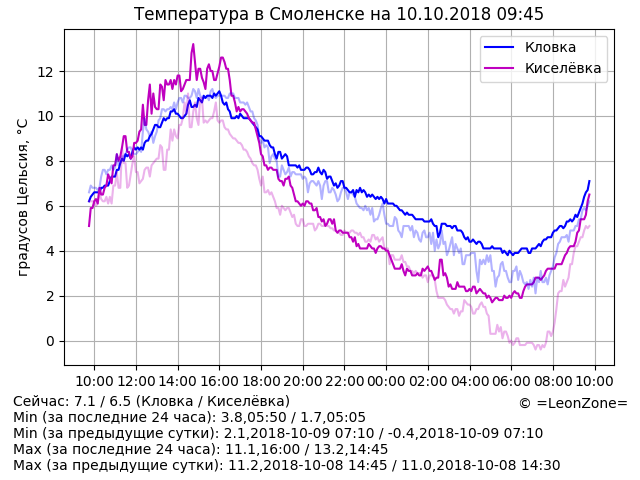 Температура в Смоленске на 10.10.2018 09:45
Кловка
Киселёвка
градусов Цельсия, °C
12
10
8
6
4
2
0
10:00 12:00 14:00 16:00 18:00 20:00 22:00 00:00 02:00 04:00 06:00 08:00 10:00
Сейчас: 7.1 / 6.5 (Кловка / Киселёвка)
© =LeonZone=
Min (за последние 24 часа): 3.8,05:50 / 1.7,05:05
Min (за предыдущие сутки): 2.1,2018-10-09 07:10 / -0.4,2018-10-09 07:10
Max (за последние 24 часа): 11.1,16:00 / 13.2,14:45
Max (за предыдущие сутки): 11.2,2018-10-08 14:45 / 11.0,2018-10-08 14:30